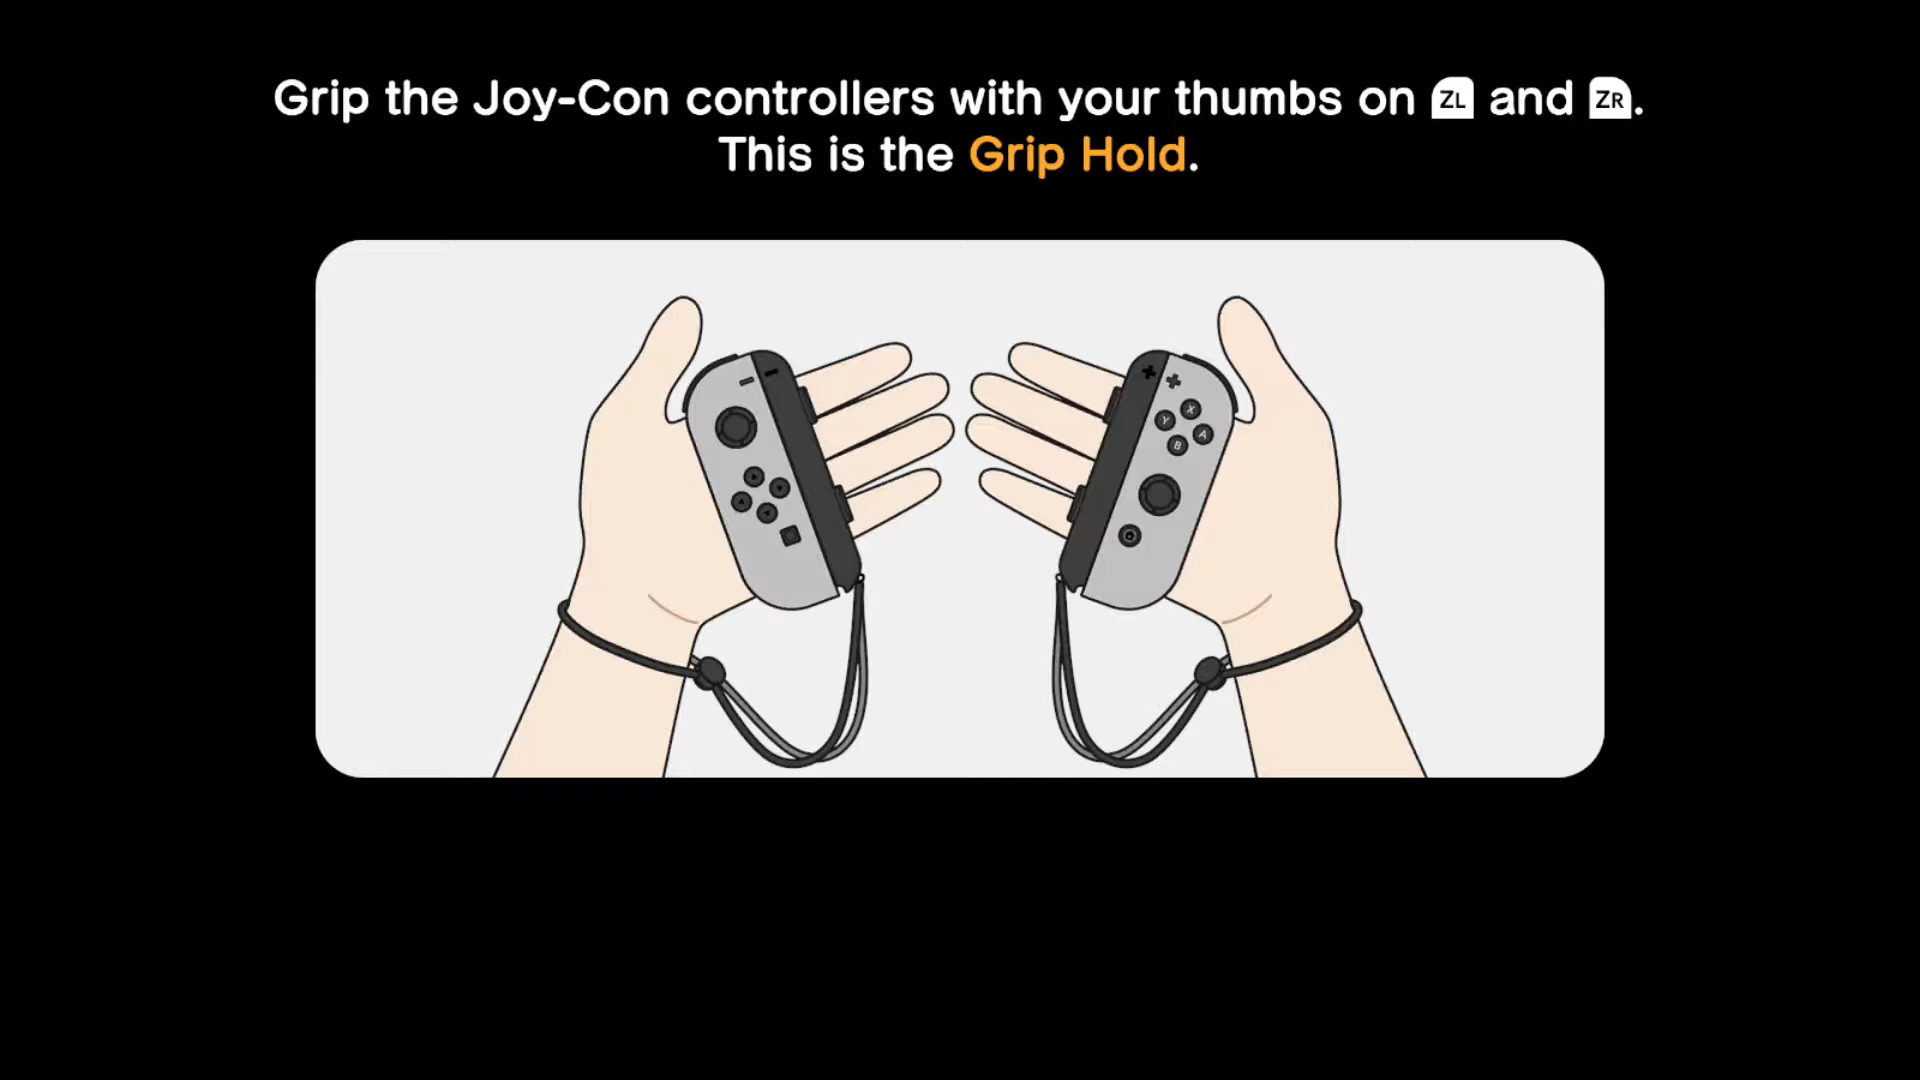 Grip the Joy-Con controllers with your thumbs on ZL and ZR.
This is the Grip Hold.
X
Y
A
B